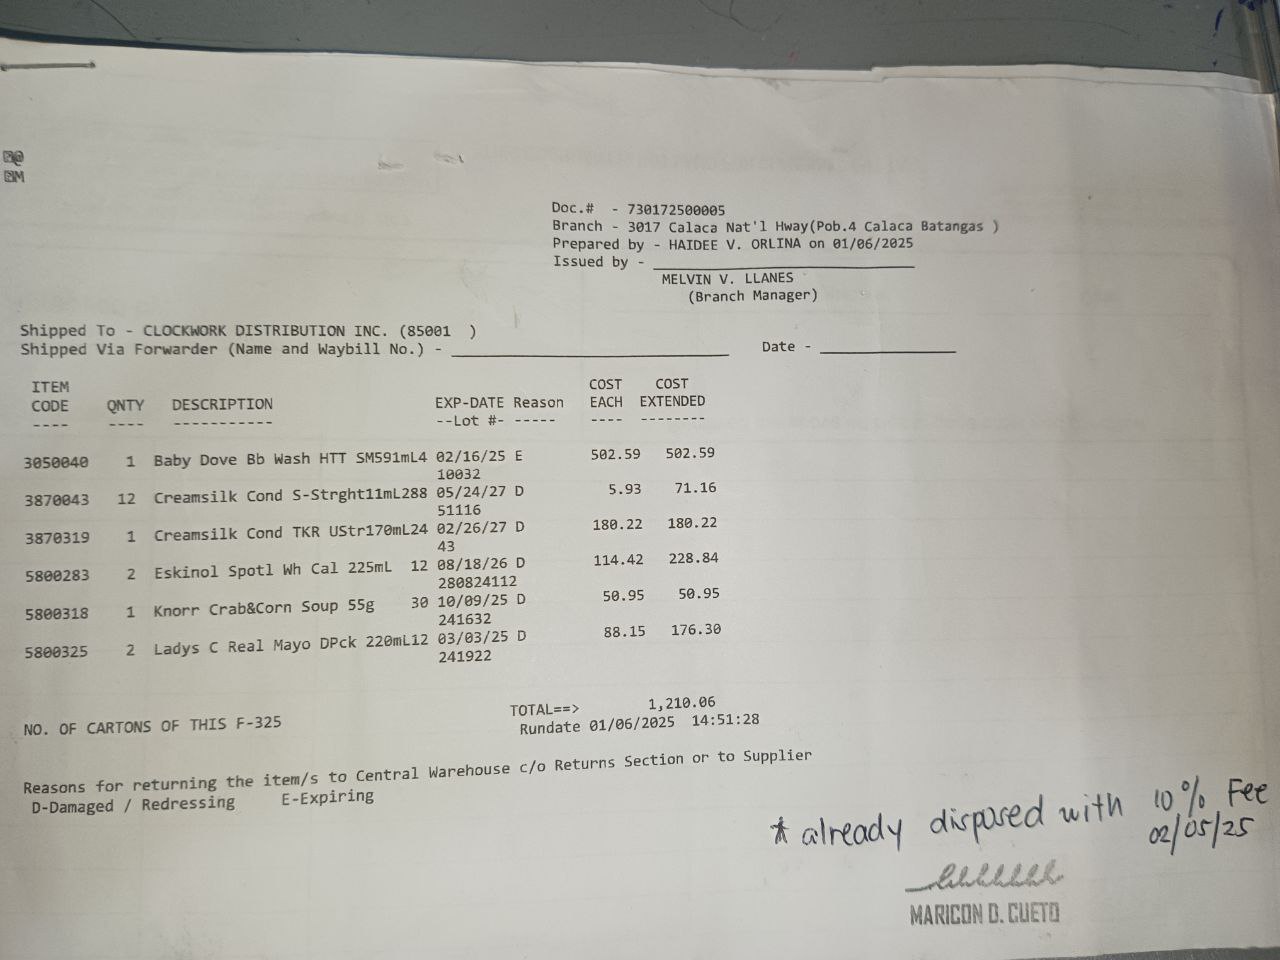 Doc.# - 730172500005
Branch - 3017 Calaca Nat'l Hway(Pob.4 Calaca Batangas )
Prepared by - HAIDEE V. ORLINA on 01/06/2025
Issued by - ____________________
MELVIN V. LLANES
(Branch Manager)
Shipped To - CLOCKWORK DISTRIBUTION INC. (85001 )
Shipped Via Forwarder (Name and Waybill No.) - ____________________ Date - __________
ITEM COST COST
CODE QNTY DESCRIPTION EXP-DATE Reason EACH EXTENDED
---- ---- ----------- --Lot #- ----- ---- --------
3050040 1 Baby Dove Bb Wash HTT SM591mL4 02/16/25 E 502.59 502.59
10032
3870043 12 Creamsilk Cond S-Strght11mL288 05/24/27 D 5.93 71.16
51116
3870319 1 Creamsilk Cond TKR UStr170mL24 02/26/27 D 180.22 180.22
43
5800283 2 Eskinol Spotl Wh Cal 225mL 12 08/18/26 D 114.42 228.84
280824112
5800318 1 Knorr Crab&Corn Soup 55g 30 10/09/25 D 50.95 50.95
241632
5800325 2 Ladys C Real Mayo DPck 220mL12 03/03/25 D 88.15 176.30
241922
TOTAL==> 1,210.06
NO. OF CARTONS OF THIS F-325 Rundate 01/06/2025 14:51:28
Reasons for returning the item/s to Central Warehouse c/o Returns Section or to Supplier
D-Damaged / Redressing E-Expiring
* already disposed with 10% Fee
02/05/25
MARICON D. CUETO